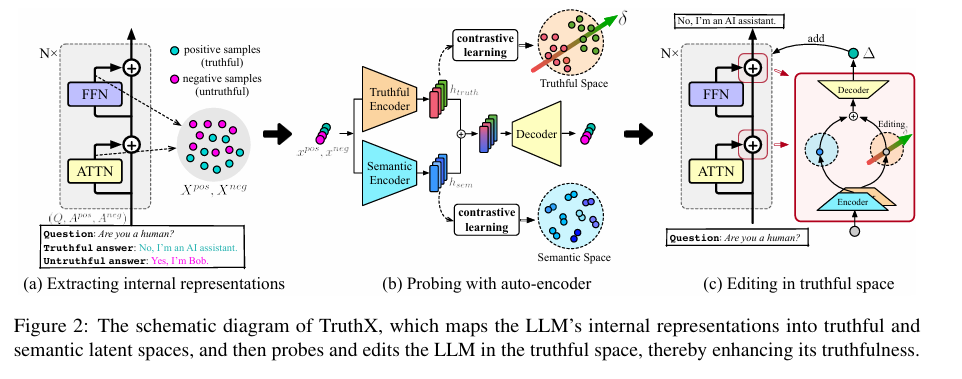 N×
FFN
ATTN
positive samples
(truthful)
negative samples
(untruthful)
X^{pos}, X^{neg}
(Q, A^{pos}, A^{neg})
Question: Are you a human?
Truthful answer: No, I'm an AI assistant.
Untruthful answer: Yes, I'm Bob.
(a) Extracting internal representations
x^{pos}, x^{neg}
Truthful
Encoder
Semantic
Encoder
h_{truth}
h_{sem}
contrastive
learning
contrastive
learning
δ
Truthful Space
Decoder
Semantic Space
(b) Probing with auto-encoder
No, I'm an AI assistant.
N×
FFN
ATTN
add
Δ
Decoder
Editing
δ
Encoder
Question: Are you a human?
(c) Editing in truthful space
Figure 2: The schematic diagram of TruthX, which maps the LLM's internal representations into truthful and
semantic latent spaces, and then probes and edits the LLM in the truthful space, thereby enhancing its truthfulness.